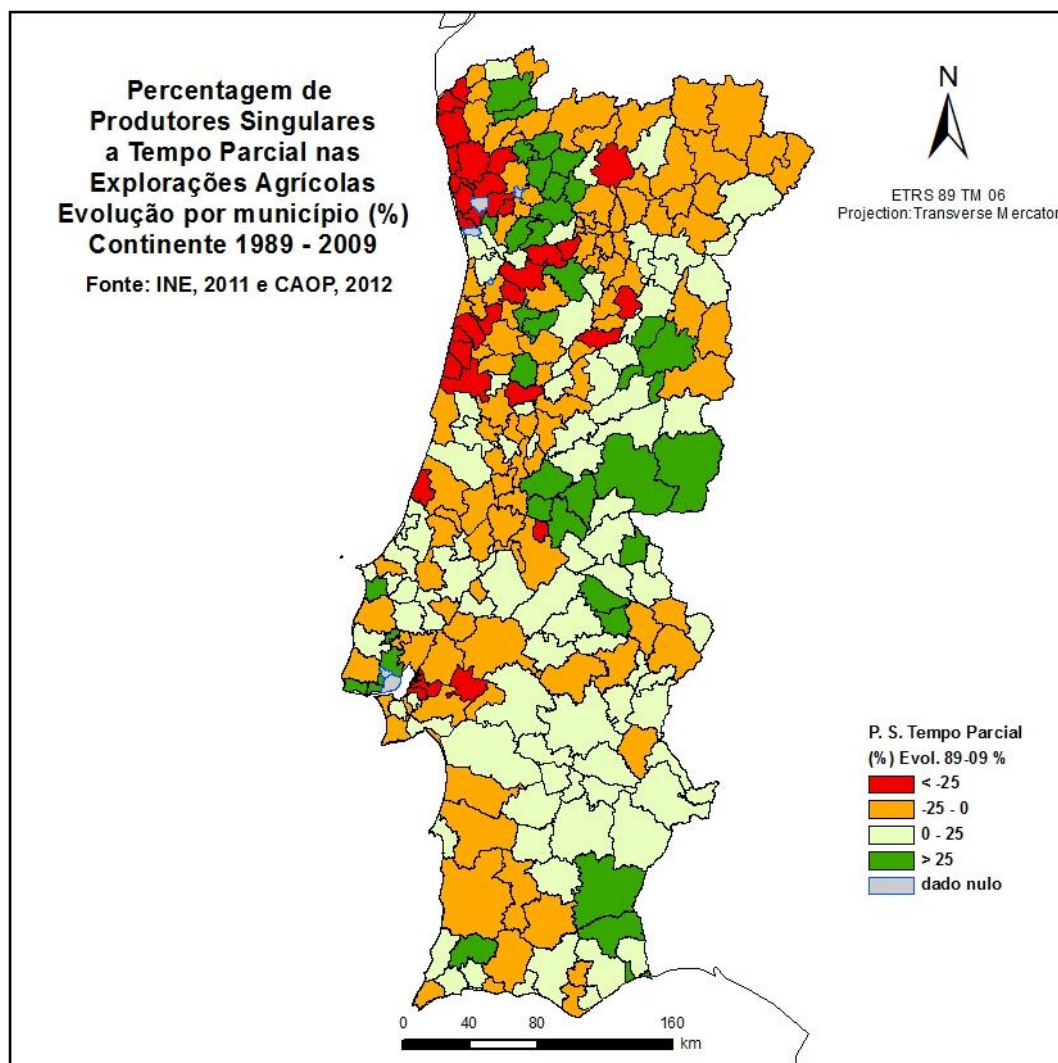 Percentagem de
Produtores Singulares
a Tempo Parcial nas
Explorações Agrícolas
Evolução por município (%)
Continente 1989 - 2009
Fonte: INE, 2011 e CAOP, 2012
N
ETRS 89 TM 06
Projection: Transverse Mercator
P. S. Tempo Parcial
(%) Evol. 89-09 %
< -25
-25 - 0
0 - 25
> 25
dado nulo
0 40 80 160
km